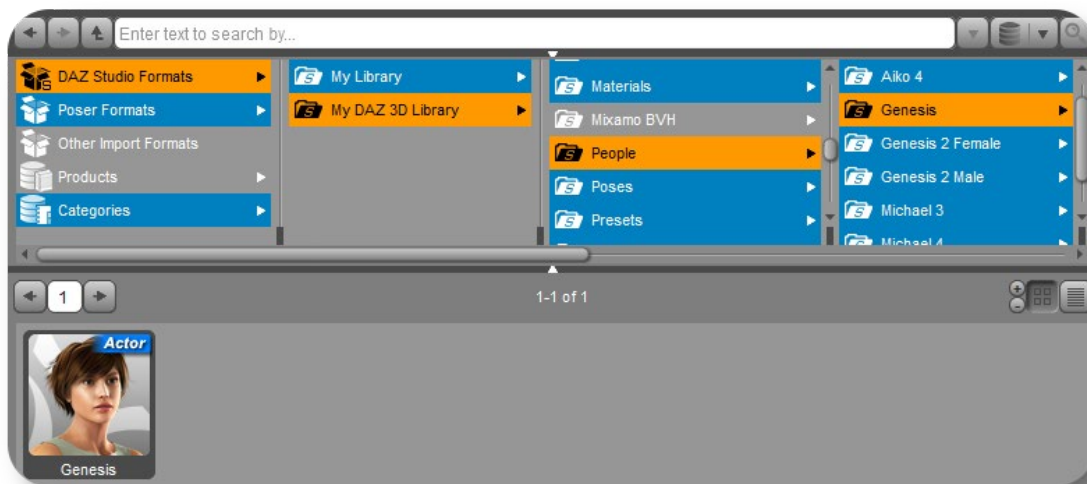 Enter text to search by...
DAZ Studio Formats
Poser Formats
Other Import Formats
Products
Categories
My Library
My DAZ 3D Library
Materials
Mixamo BVH
People
Poses
Presets
Aiko 4
Genesis
Genesis 2 Female
Genesis 2 Male
Michael 3
Michael 4
1
1-1 of 1
Actor
Genesis